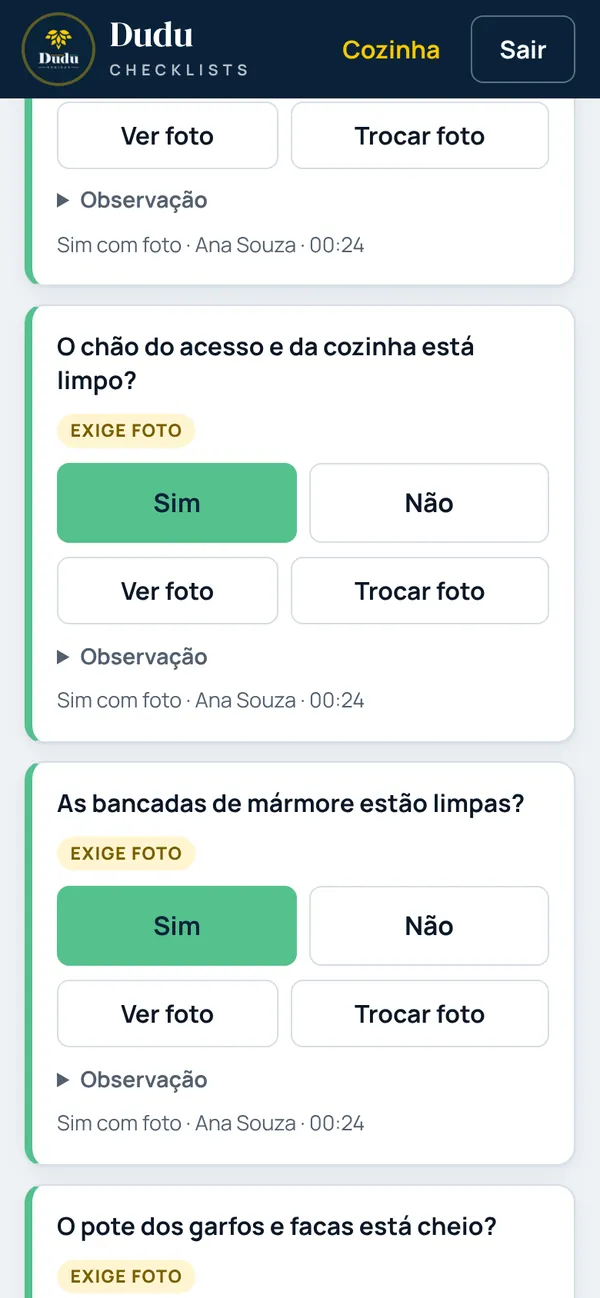 Dudu
Dudu
CHECKLISTS
Cozinha
Sair
Ver foto
Trocar foto
Observação
Sim com foto · Ana Souza · 00:24
O chão do acesso e da cozinha está
limpo?
EXIGE FOTO
Sim
Não
Ver foto
Trocar foto
Observação
Sim com foto · Ana Souza · 00:24
As bancadas de mármore estão limpas?
EXIGE FOTO
Sim
Não
Ver foto
Trocar foto
Observação
Sim com foto · Ana Souza · 00:24
O pote dos garfos e facas está cheio?
EXIGE FOTO